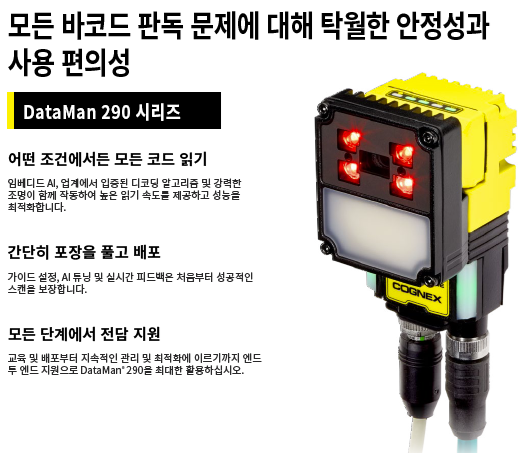 모든 바코드 판독 문제에 대해 탁월한 안정성과
사용 편의성
DataMan 290 시리즈
어떤 조건에서든 모든 코드 읽기
임베디드 AI, 업계에서 입증된 디코딩 알고리즘 및 강력한
조명이 함께 작동하여 높은 읽기 속도를 제공하고 성능을
최적화합니다.
간단히 포장을 풀고 배포
가이드 설정, AI 튜닝 및 실시간 피드백은 처음부터 성공적인
스캔을 보장합니다.
모든 단계에서 전담 지원
교육 및 배포부터 지속적인 관리 및 최적화에 이르기까지 엔드
투 엔드 지원으로 DataMan® 290을 최대한 활용하십시오.
COGNEX